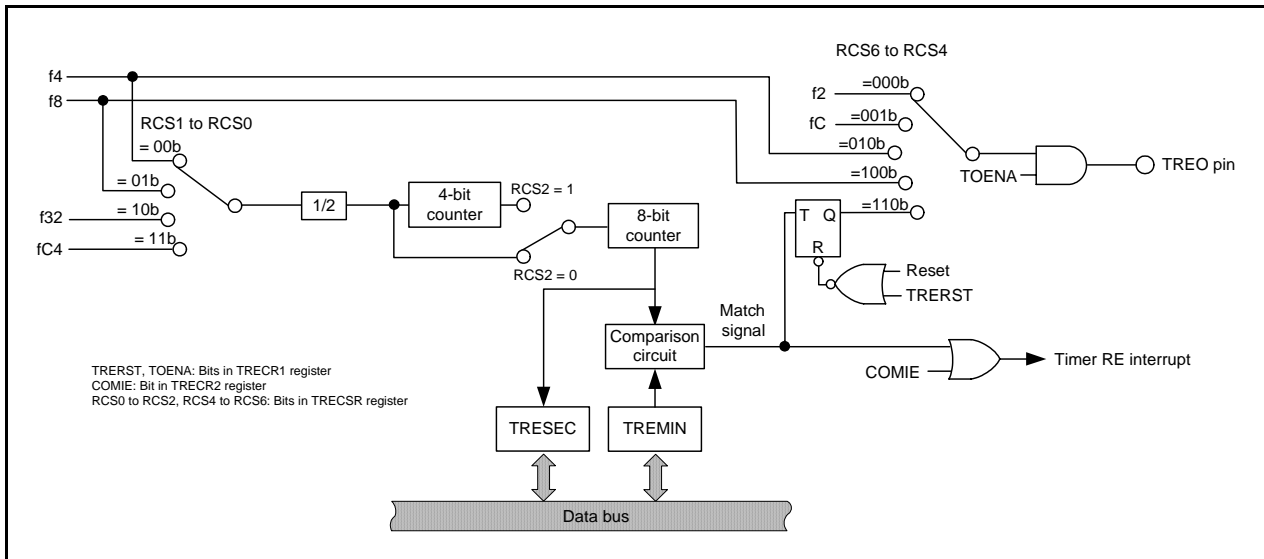 RCS6 to RCS4
f4
f8
f2
=000b
fC
=001b
=010b
=100b
=110b
RCS1 to RCS0
= 00b
= 01b
f32
= 10b
fC4
= 11b
1/2
4-bit
counter
RCS2 = 1
RCS2 = 0
8-bit
counter
TOENA
TREO pin
T Q
R
Reset
TRERST
Match
signal
Comparison
circuit
COMIE
Timer RE interrupt
TRERST, TOENA: Bits in TRECR1 register
COMIE: Bit in TRECR2 register
RCS0 to RCS2, RCS4 to RCS6: Bits in TRECSR register
TRESEC
TREMIN
Data bus